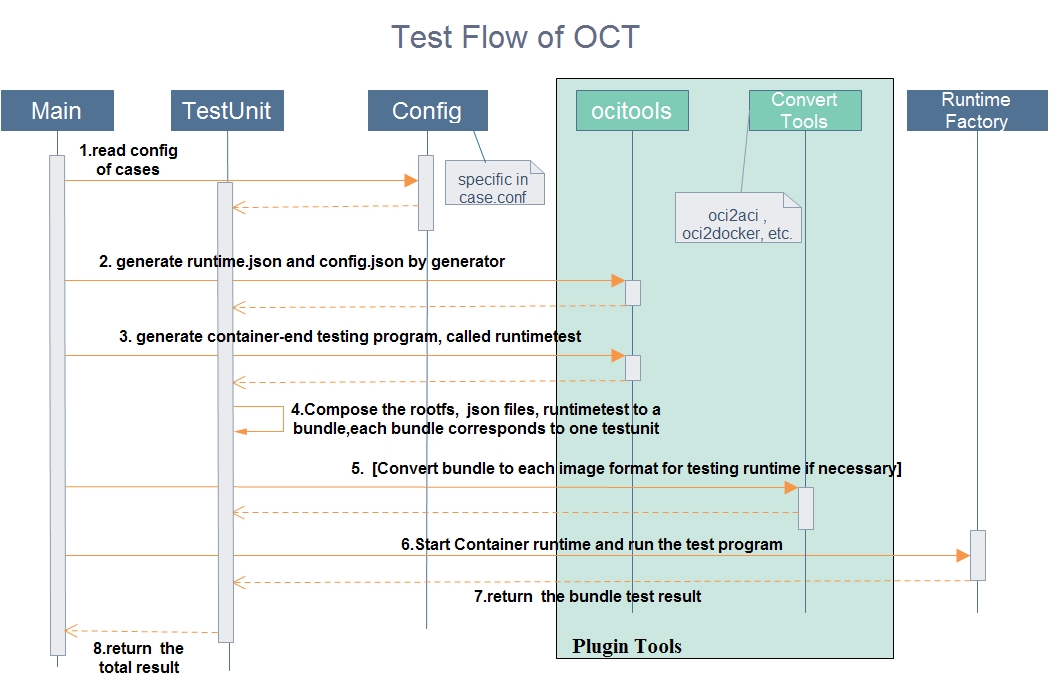 Test Flow of OCT
Main
TestUnit
Config
ocitools
Convert
Tools
Runtime
Factory
1.read config
of cases
specific in
case.conf
oci2aci ,
oci2docker, etc.
2. generate runtime.json and config.json by generator
3. generate container-end testing program, called runtimetest
4.Compose the rootfs, json files, runtimetest to a
bundle,each bundle corresponds to one testunit
5. [Convert bundle to each image format for testing runtime if necessary]
6.Start Container runtime and run the test program
7.return the bundle test result
8.return the
total result
Plugin Tools